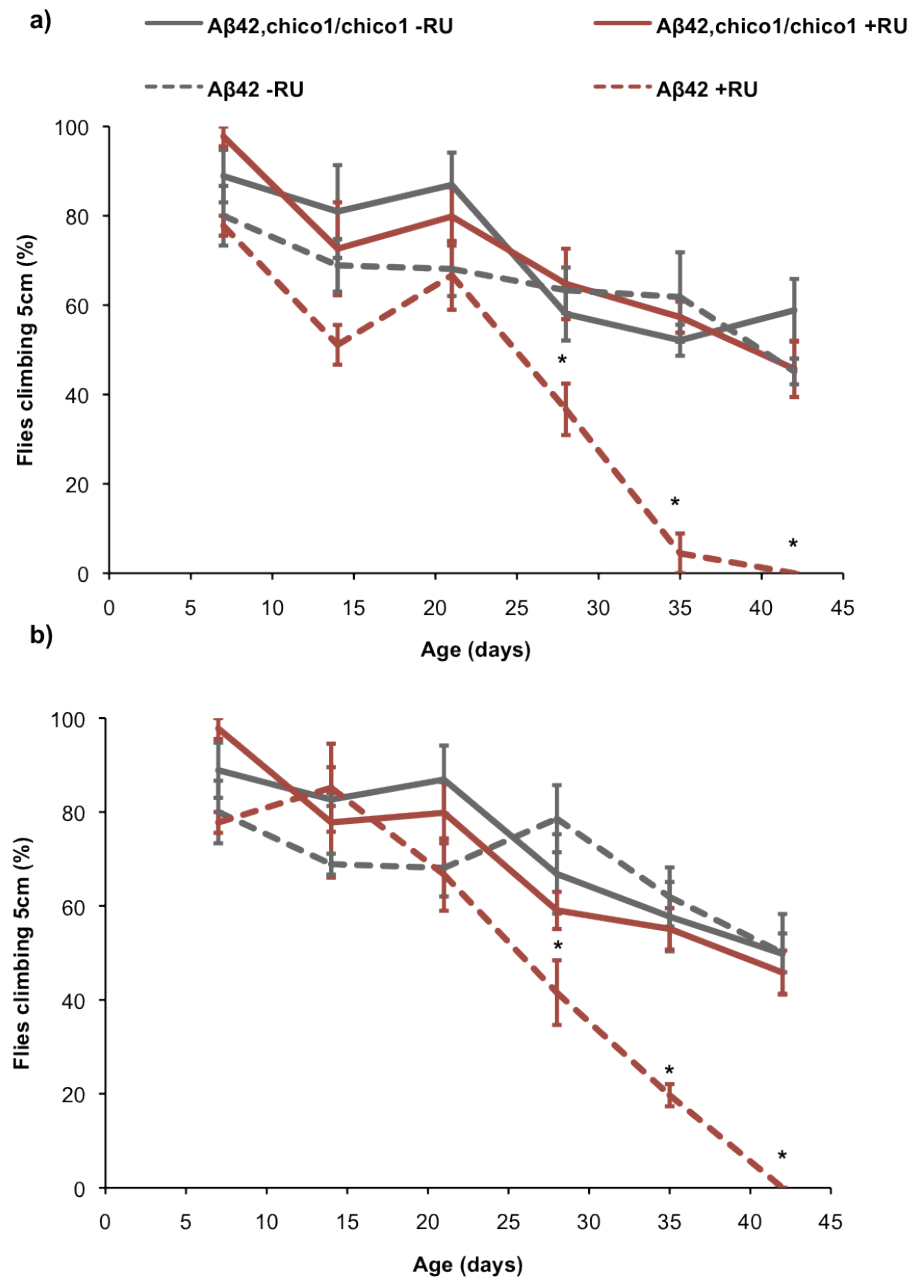 a)
Aβ42,chico1/chico1 -RU
Aβ42,chico1/chico1 +RU
Aβ42 -RU
Aβ42 +RU
Flies climbing 5cm (%)
100
80
60
40
20
0
*
*
*
0 5 10 15 20 25 30 35 40 45
Age (days)
b)
Flies climbing 5cm (%)
100
80
60
40
20
0
*
*
*
0 5 10 15 20 25 30 35 40 45
Age (days)